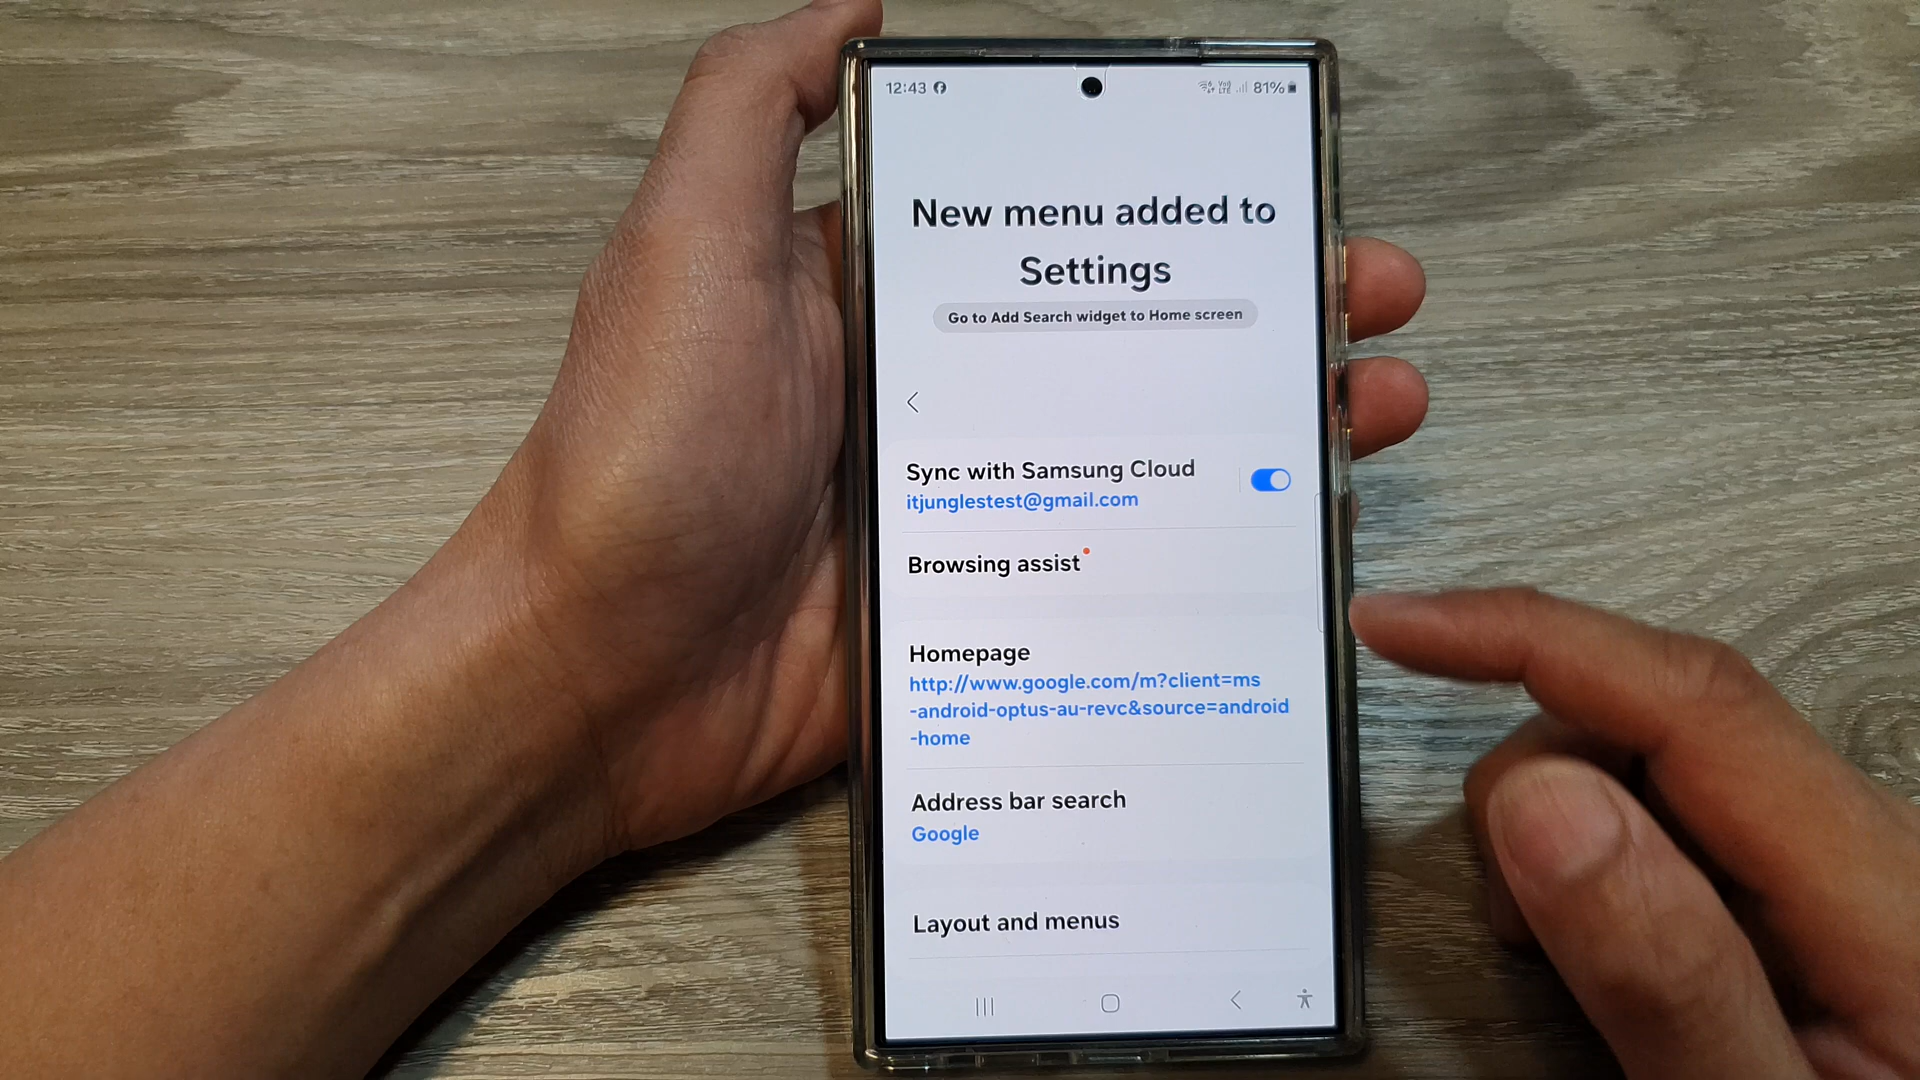 12:43 81%
New menu added to
Settings
Go to Add Search widget to Home screen
Sync with Samsung Cloud
itjunglestest@gmail.com
Browsing assist
Homepage
http://www.google.com/m?client=ms
-android-optus-au-revc&source=android
-home
Address bar search
Google
Layout and menus